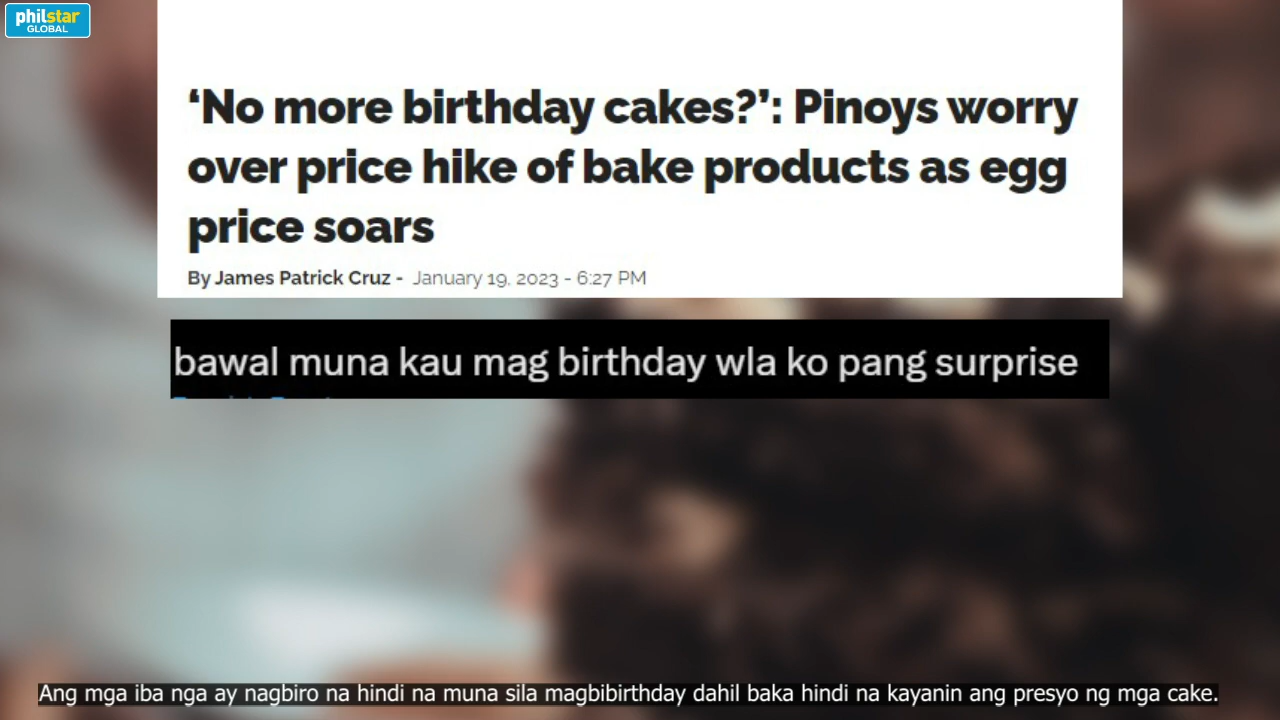 philstar
GLOBAL
‘No more birthday cakes?’: Pinoys worry
over price hike of bake products as egg
price soars
By James Patrick Cruz - January 19, 2023 - 6:27 PM
bawal muna kau mag birthday wla ko pang surprise
Ang mga iba nga ay nagbiro na hindi na muna sila magbibirthday dahil baka hindi na kayanin ang presyo ng mga cake.